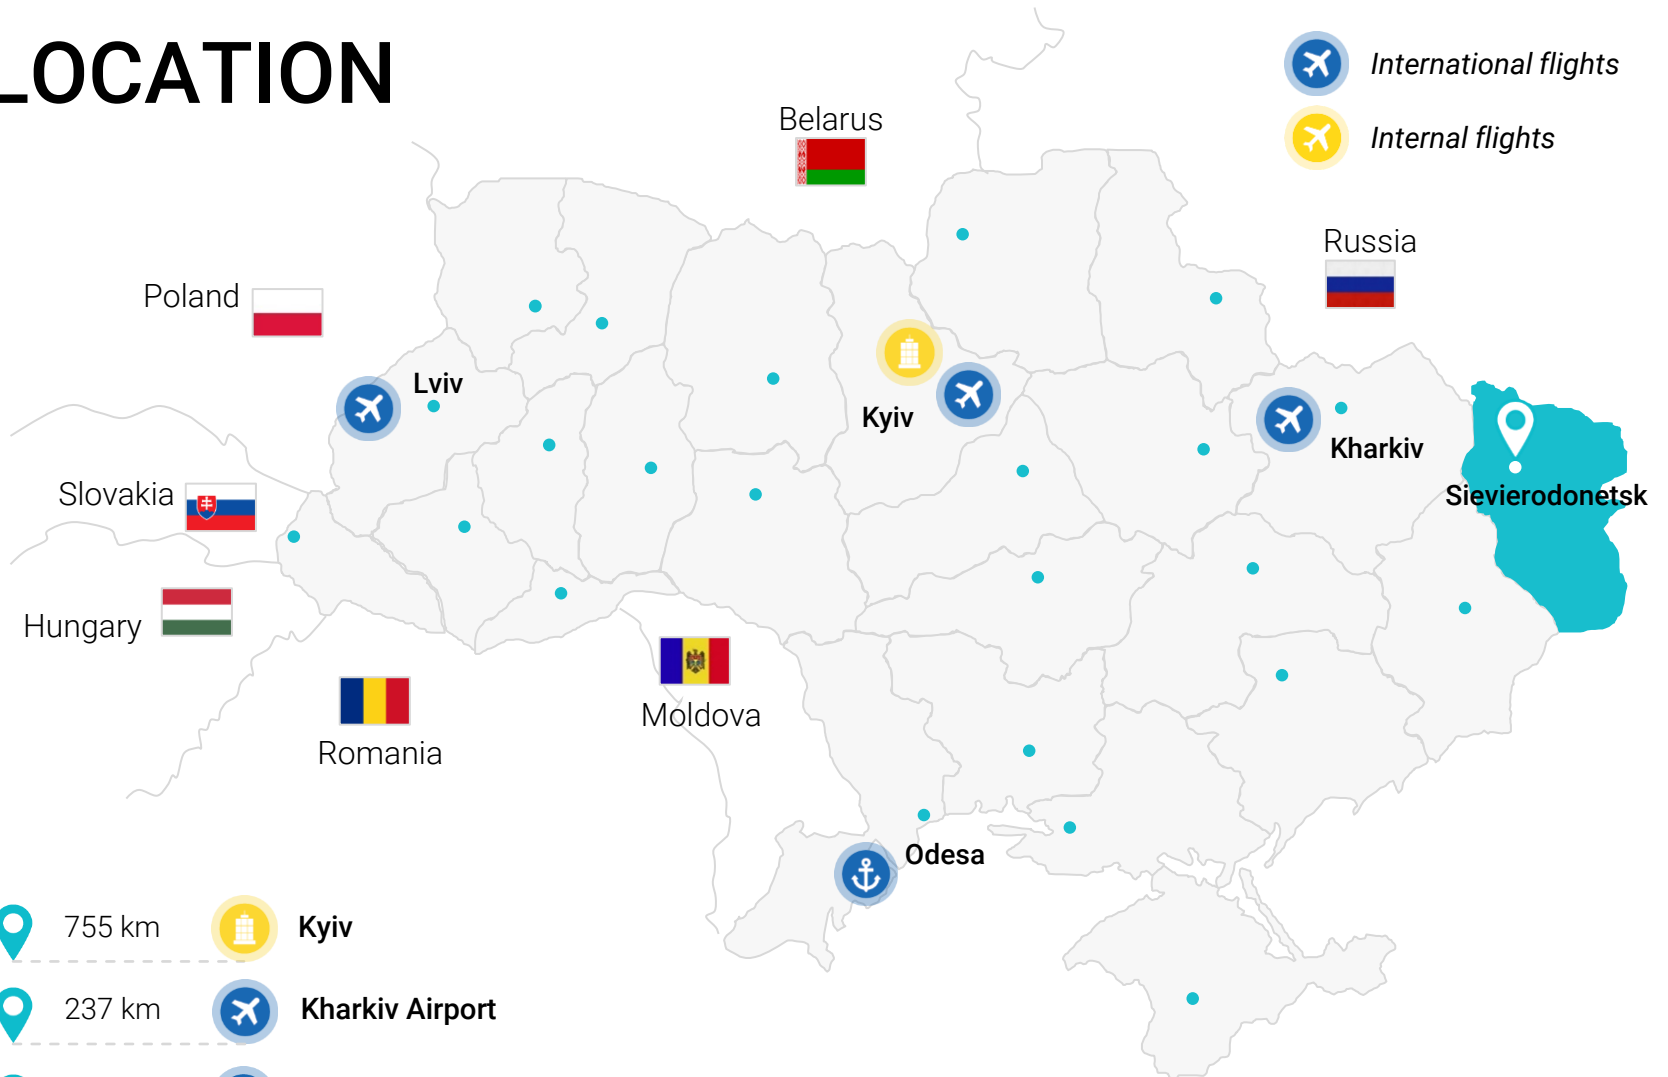 LOCATION
International flights
Internal flights
Belarus
Russia
Poland
Lviv
Kyiv
Kharkiv
Slovakia
Sievierodonetsk
Hungary
Moldova
Romania
Odesa
755 km Kyiv
237 km Kharkiv Airport